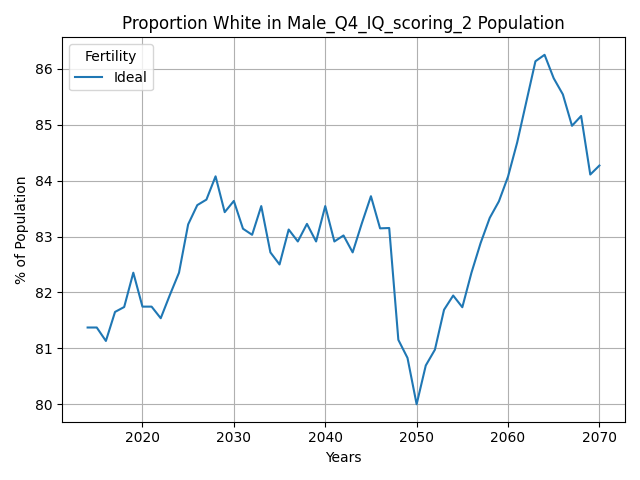 Proportion White in Male_Q4_IQ_scoring_2 Population
Fertility
Ideal
86
85
84
83
82
81
80
% of Population
2020 2030 2040 2050 2060 2070
Years